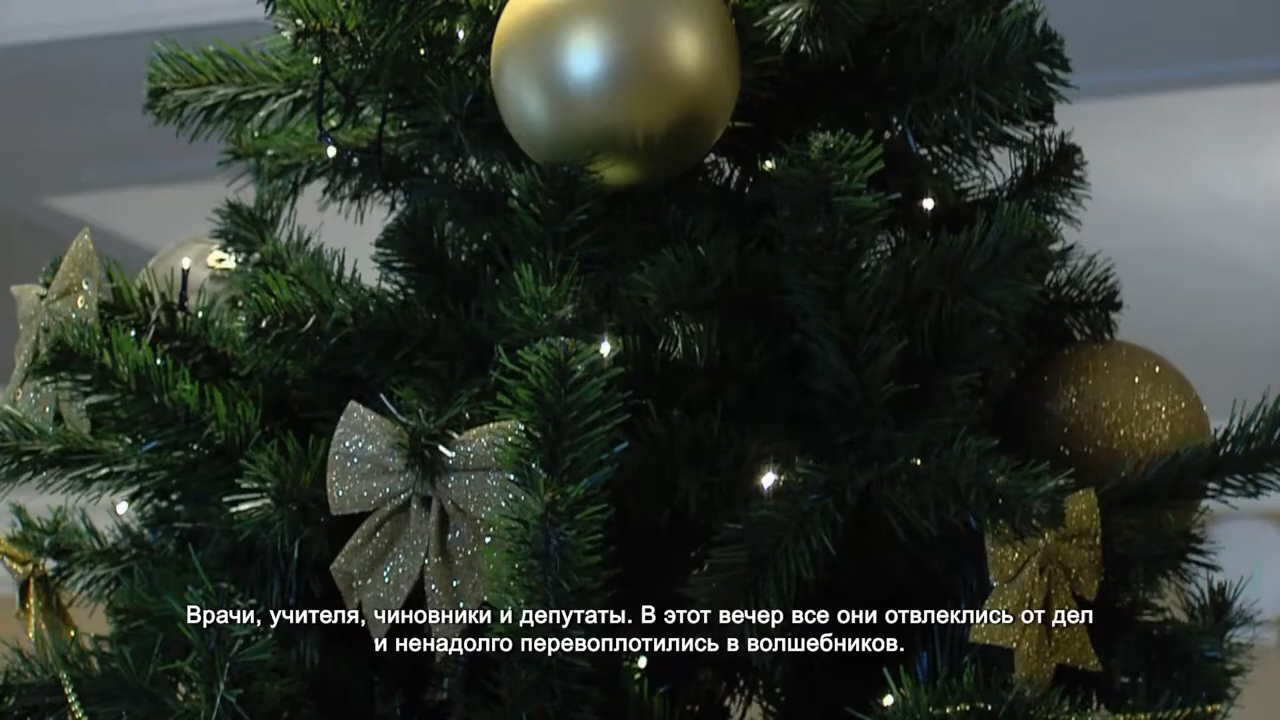 Врачи, учителя, чиновники и депутаты. В этот вечер все они отвлеклись от дел
и ненадолго перевоплотились в волшебников.